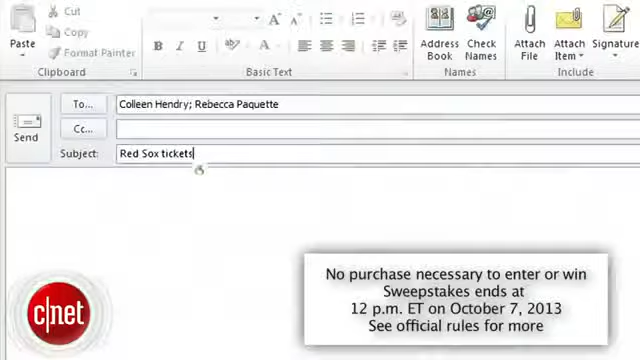 Cut
Copy
Paste
Format Painter
Clipboard
B I U
A A
Basic Text
Address Book
Check Names
Names
Attach File
Attach Item
Signature
Include
Send
To...
Colleen Hendry; Rebecca Paquette
Cc...
Subject:
Red Sox tickets
c|net
No purchase necessary to enter or win
Sweepstakes ends at
12 p.m. ET on October 7, 2013
See official rules for more